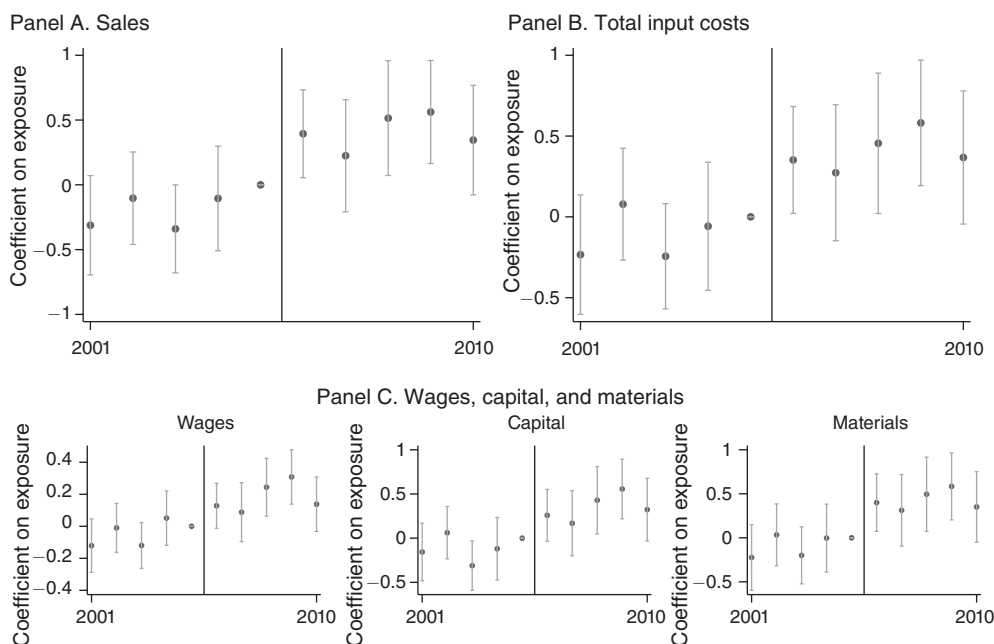 Panel A. Sales
Coefficient on exposure
1
0.5
0
−0.5
−1
2001
2010
Panel B. Total input costs
Coefficient on exposure
1
0.5
0
−0.5
2001
2010
Panel C. Wages, capital, and materials
Wages
Coefficient on exposure
0.4
0.2
0
−0.2
−0.4
2001
2010
Capital
Coefficient on exposure
1
0.5
0
−0.5
2001
2010
Materials
Coefficient on exposure
1
0.5
0
−0.5
2001
2010